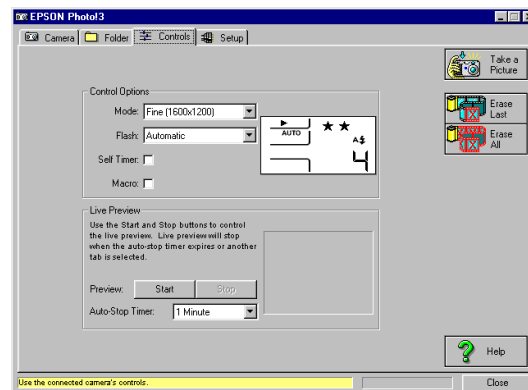 EPSON Photo!3
Camera
Folder
Controls
Setup
Take a
Picture
Erase
Last
Erase
All
Control Options
Mode: Fine (1600x1200)
Flash: Automatic
Self Timer:
Macro:
AUTO
★ ★
A$
4
Live Preview
Use the Start and Stop buttons to control
the live preview. Live preview will stop
when the auto-stop timer expires or another
tab is selected.
Preview: Start Stop
Auto-Stop Timer: 1 Minute
Help
Use the connected camera's controls.
Close